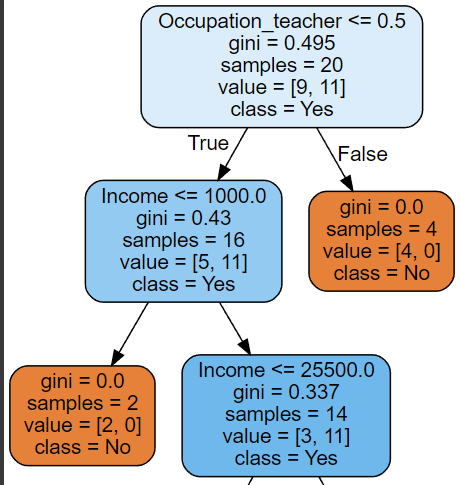 Occupation_teacher <= 0.5
gini = 0.495
samples = 20
value = [9, 11]
class = Yes
True
False
Income <= 1000.0
gini = 0.43
samples = 16
value = [5, 11]
class = Yes
gini = 0.0
samples = 4
value = [4, 0]
class = No
gini = 0.0
samples = 2
value = [2, 0]
class = No
Income <= 25500.0
gini = 0.337
samples = 14
value = [3, 11]
class = Yes